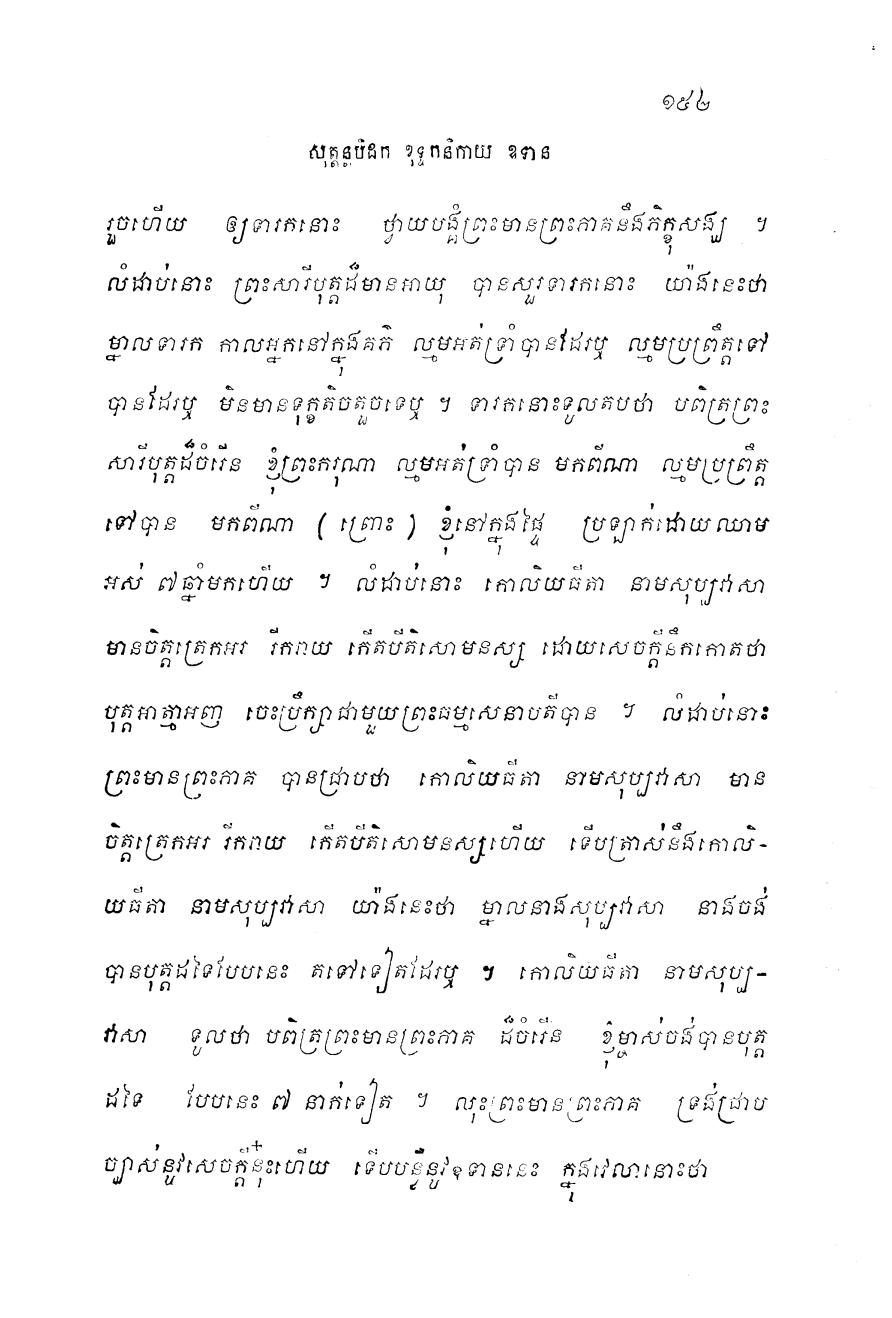 ១៥៤
សុត្តន្តបិដក ខុទ្ទកនិកាយ ឧទាន
រួចហើយ ឲ្យទារកនោះ ថ្វាយបង្គំព្រះមានព្រះភាគនឹងភិក្ខុសង្ឃ ។
លំដាប់នោះ ព្រះសារីបុត្តដ៏មានអាយុ បានសួរទារកនោះ យ៉ាងនេះថា
ម្នាលទារក កាលអ្នកនៅក្នុងគភ៌ ល្មមអត់ទ្រាំបានដែរឬ ល្មមប្រព្រឹត្តទៅ
បានដែរឬ មិនមានទុក្ខតិចតួចទេឬ ។ ទារកនោះទូលតបថា បពិត្រព្រះ
សារីបុត្តដ៏ចំរើន ខ្ញុំព្រះករុណា ល្មមអត់ទ្រាំបាន មកពីណា ល្មមប្រព្រឹត្ត
ទៅបាន មកពីណា ( ព្រោះ ) ខ្ញុំនៅក្នុងផ្ទៃ ប្រឡាក់ដោយឈាម
អស់ ៧ឆ្នាំមកហើយ ។ លំដាប់នោះ កោលិយធីតា នាមសុប្បវាសា
មានចិត្តត្រេកអរ រីករាយ កើតបីតិសោមនស្ស ដោយសេចក្តីនឹកកោតថា
បុត្តអាត្មាអញ ចេះប្រឹក្សាជាមួយព្រះធម្មសេនាបតីបាន ។ លំដាប់នោះ
ព្រះមានព្រះភាគ បានជ្រាបថា កោលិយធីតា នាមសុប្បវាសា មាន
ចិត្តត្រេកអរ រីករាយ កើតបីតិសោមនស្សហើយ ទើបត្រាស់នឹងកោលិ-
យធីតា នាមសុប្បវាសា យ៉ាងនេះថា ម្នាលនាងសុប្បវាសា នាងចង់
បានបុត្តដទៃបែបនេះ តទៅទៀតដែរឬ ។ កោលិយធីតា នាមសុប្ប-
វាសា ទូលថា បពិត្រព្រះមានព្រះភាគ ដ៏ចំរើន ខ្ញុំម្ចាស់ចង់បានបុត្ត
ដទៃ បែបនេះ ៧ នាក់ទៀត ។ លុះព្រះមានព្រះភាគ ទ្រង់ជ្រាប
ច្បាស់នូវសេចក្តីនុ៎ះហើយ ទើបបន្លឺនូវឧទាននេះ ក្នុងវេលានោះថា